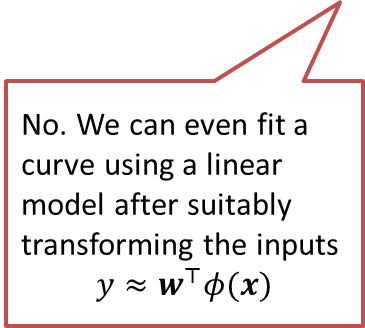 No. We can even fit a
curve using a linear
model after suitably
transforming the inputs
𝑦 ≈ 𝒘⊤𝜙(𝒙)